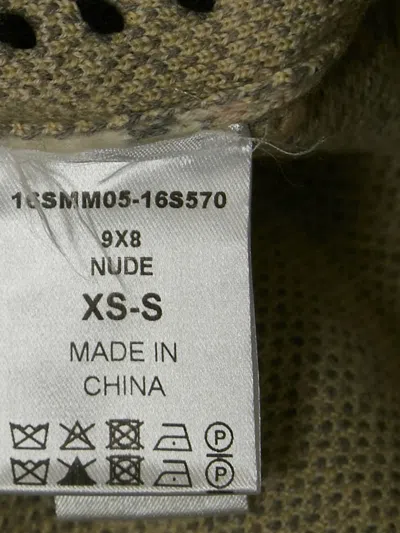 16SMM05-16S570
9X8
NUDE
XS-S
MADE IN
CHINA
P
P